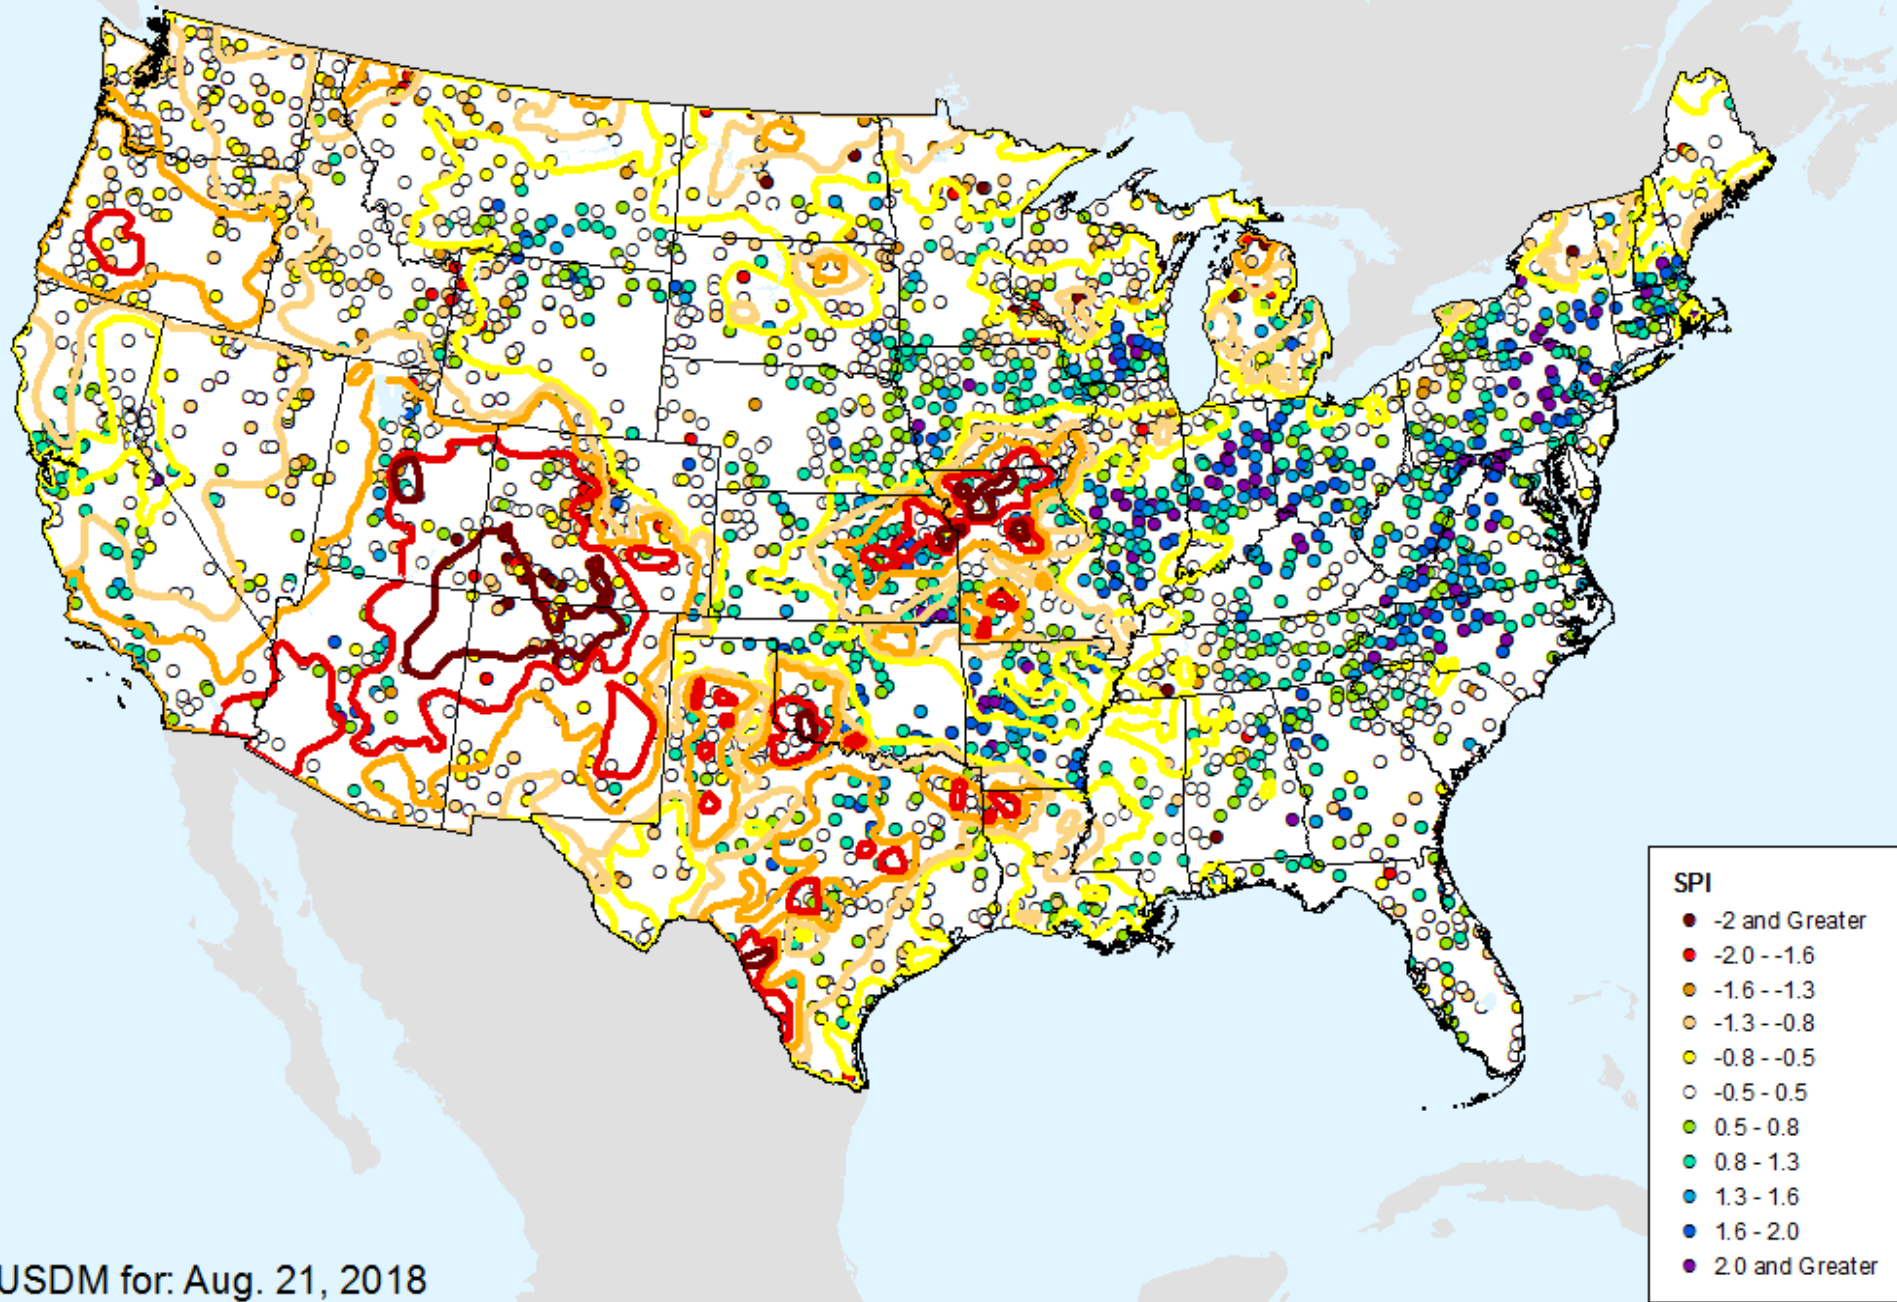 SPI
-2 and Greater
-2.0 - -1.6
-1.6 - -1.3
-1.3 - -0.8
-0.8 - -0.5
-0.5 - 0.5
0.5 - 0.8
0.8 - 1.3
1.3 - 1.6
1.6 - 2.0
2.0 and Greater
USDM for: Aug. 21, 2018